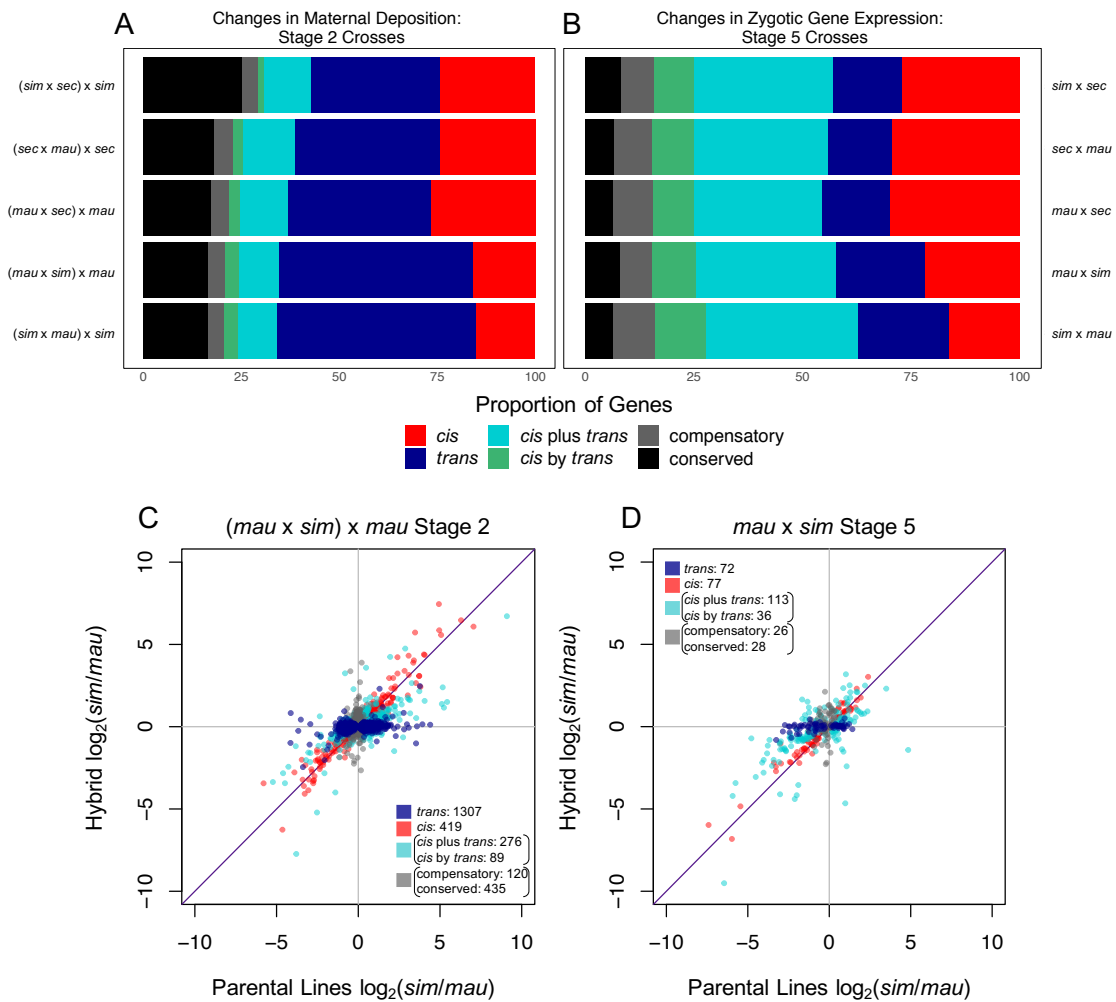 A
Changes in Maternal Deposition:
Stage 2 Crosses
B
Changes in Zygotic Gene Expression:
Stage 5 Crosses
(sim x sec) x sim
(sec x mau) x sec
(mau x sec) x mau
(mau x sim) x mau
(sim x mau) x sim
sim x sec
sec x mau
mau x sec
mau x sim
sim x mau
0 25 50 75 100
0 25 50 75 100
Proportion of Genes
cis
trans
cis plus trans
cis by trans
compensatory
conserved
C
(mau x sim) x mau Stage 2
Hybrid log2(sim/mau)
10
5
0
−5
−10
trans: 1307
cis: 419
cis plus trans: 276
cis by trans: 89
compensatory: 120
conserved: 435
−10 −5 0 5 10
Parental Lines log2(sim/mau)
D
mau x sim Stage 5
Hybrid log2(sim/mau)
10
5
0
−5
−10
trans: 72
cis: 77
cis plus trans: 113
cis by trans: 36
compensatory: 26
conserved: 28
−10 −5 0 5 10
Parental Lines log2(sim/mau)